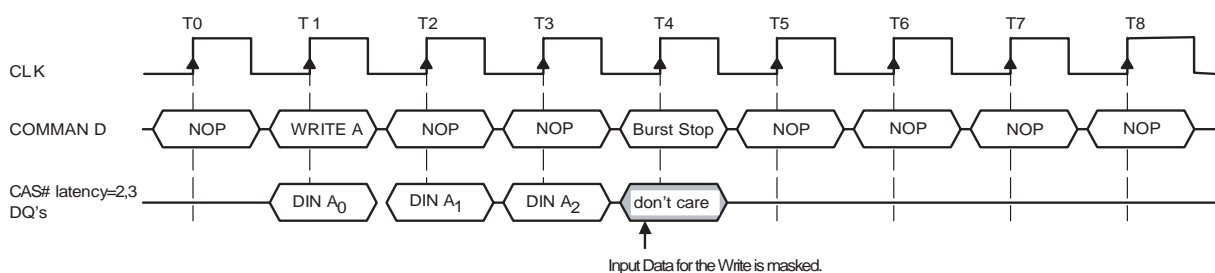 T0 T1 T2 T3 T4 T5 T6 T7 T8
CLK
COMMAN D NOP WRITE A NOP NOP Burst Stop NOP NOP NOP NOP
CAS# latency=2,3
DQ's DIN A0 DIN A1 DIN A2 don't care
Input Data for the Write is masked.